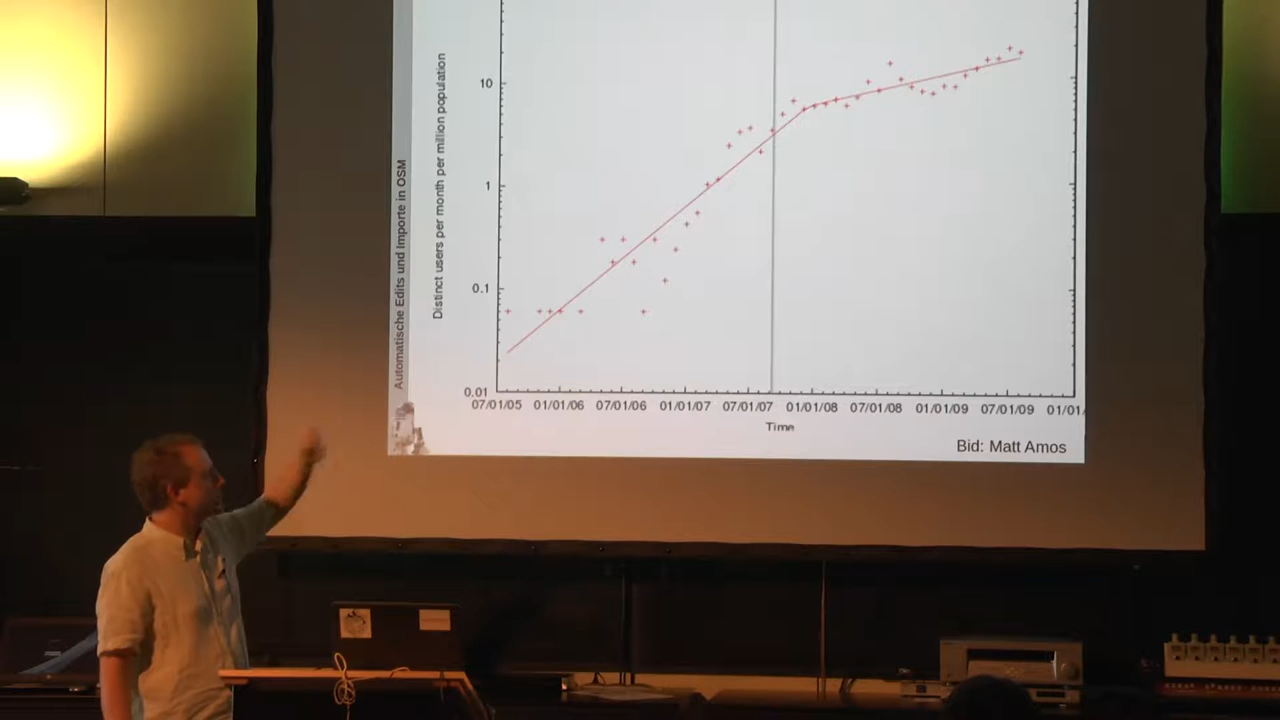 Automatische Edits und Importe in OSM
Distinct users per month per million population
10
1
0.1
0.01
07/01/05 01/01/06 07/01/06 01/01/07 07/01/07 01/01/08 07/01/08 01/01/09 07/01/09 01/01/
Time
Bid: Matt Amos